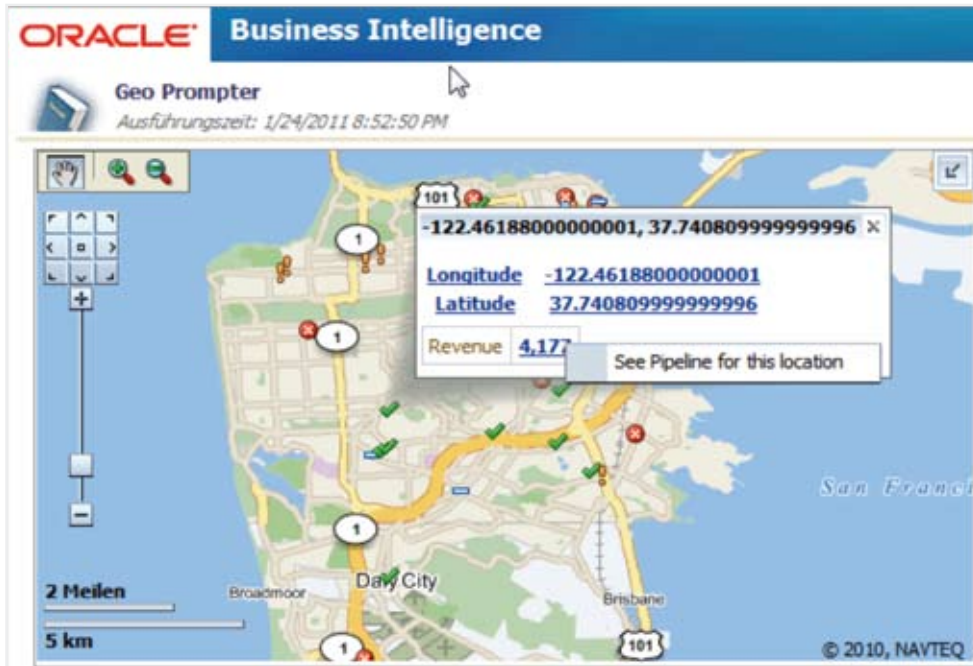 ORACLE Business Intelligence
Geo Prompter
Ausführungszeit: 1/24/2011 8:52:50 PM
101
-122.46188000000001, 37.740809999999996
1
Longitude -122.46188000000001
Latitude 37.740809999999996
1
Revenue 4,177
See Pipeline for this location
San Franci
1
Daly City
2 Meilen
Broadmoor
Brisbane
5 km
1
101
© 2010, NAVTEQ